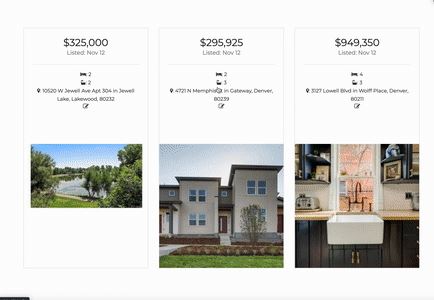 $325,000
Listed: Nov 12
2
2
10520 W Jewell Ave Apt 304 in Jewell
Lake, Lakewood, 80232
$295,925
Listed: Nov 12
2
3
4721 N Memphis St in Gateway, Denver,
80239
$949,350
Listed: Nov 12
4
3
3127 Lowell Blvd in Wolff Place, Denver,
80211